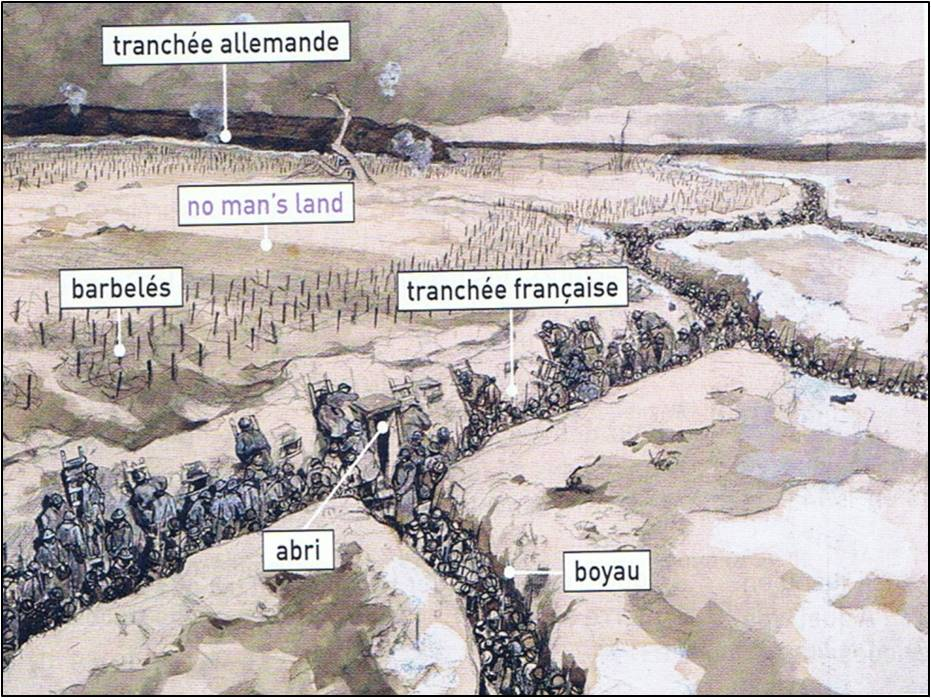 tranchée allemande
no man's land
barbelés
tranchée française
abri
boyau